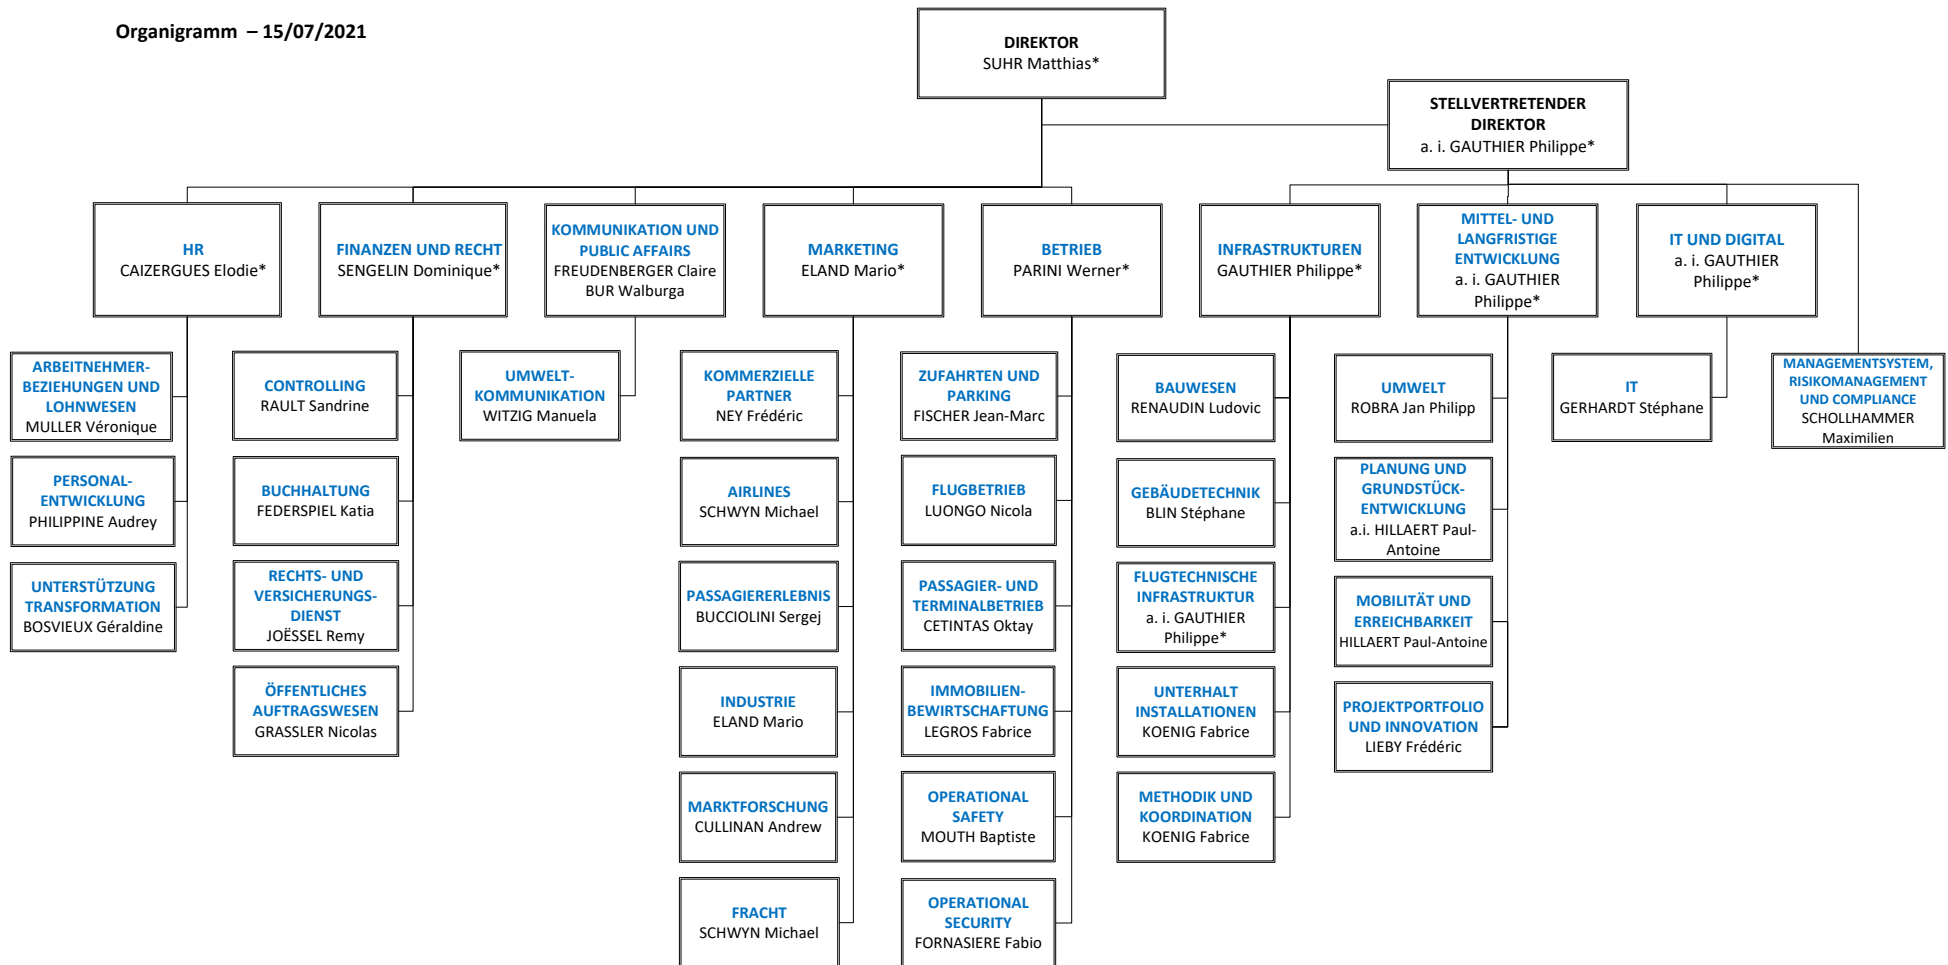 Organigramm – 15/07/2021
DIREKTOR
SUHR Matthias*
STELLVERTRETENDER
DIREKTOR
a. i. GAUTHIER Philippe*
HR
CAIZERGUES Elodie*
FINANZEN UND RECHT
SENGELIN Dominique*
KOMMUNIKATION UND
PUBLIC AFFAIRS
FREUDENBERGER Claire
BUR Walburga
MARKETING
ELAND Mario*
BETRIEB
PARINI Werner*
INFRASTRUKTUREN
GAUTHIER Philippe*
MITTEL- UND
LANGFRISTIGE
ENTWICKLUNG
a. i. GAUTHIER
Philippe*
IT UND DIGITAL
a. i. GAUTHIER
Philippe*
ARBEITNEHMER-
BEZIEHUNGEN UND
LOHNWESEN
MULLER Véronique
PERSONAL-
ENTWICKLUNG
PHILIPPINE Audrey
UNTERSTÜTZUNG
TRANSFORMATION
BOSVIEUX Géraldine
CONTROLLING
RAULT Sandrine
BUCHHALTUNG
FEDERSPIEL Katia
RECHTS- UND
VERSICHERUNGS-
DIENST
JOËSSEL Remy
ÖFFENTLICHES
AUFTRAGSWESEN
GRASSLER Nicolas
UMWELT-
KOMMUNIKATION
WITZIG Manuela
KOMMERZIELLE
PARTNER
NEY Frédéric
AIRLINES
SCHWYN Michael
PASSAGIERERLEBNIS
BUCCIOLINI Sergej
INDUSTRIE
ELAND Mario
MARKTFORSCHUNG
CULLINAN Andrew
FRACHT
SCHWYN Michael
ZUFAHRTEN UND
PARKING
FISCHER Jean-Marc
FLUGBETRIEB
LUONGO Nicola
PASSAGIER- UND
TERMINALBETRIEB
CETINTAS Oktay
IMMOBILIEN-
BEWIRTSCHAFTUNG
LEGROS Fabrice
OPERATIONAL
SAFETY
MOUTH Baptiste
OPERATIONAL
SECURITY
FORNASIERE Fabio
BAUWESEN
RENAUDIN Ludovic
GEBÄUDETECHNIK
BLIN Stéphane
FLUGTECHNISCHE
INFRASTRUKTUR
a. i. GAUTHIER
Philippe*
UNTERHALT
INSTALLATIONEN
KOENIG Fabrice
METHODIK UND
KOORDINATION
KOENIG Fabrice
UMWELT
ROBRA Jan Philipp
PLANUNG UND
GRUNDSTÜCK-
ENTWICKLUNG
a.i. HILLAERT Paul-
Antoine
MOBILITÄT UND
ERREICHBARKEIT
HILLAERT Paul-Antoine
PROJEKTPORTFOLIO
UND INNOVATION
LIEBY Frédéric
IT
GERHARDT Stéphane
MANAGEMENTSYSTEM,
RISIKOMANAGEMENT
UND COMPLIANCE
SCHOLLHAMMER
Maximilien